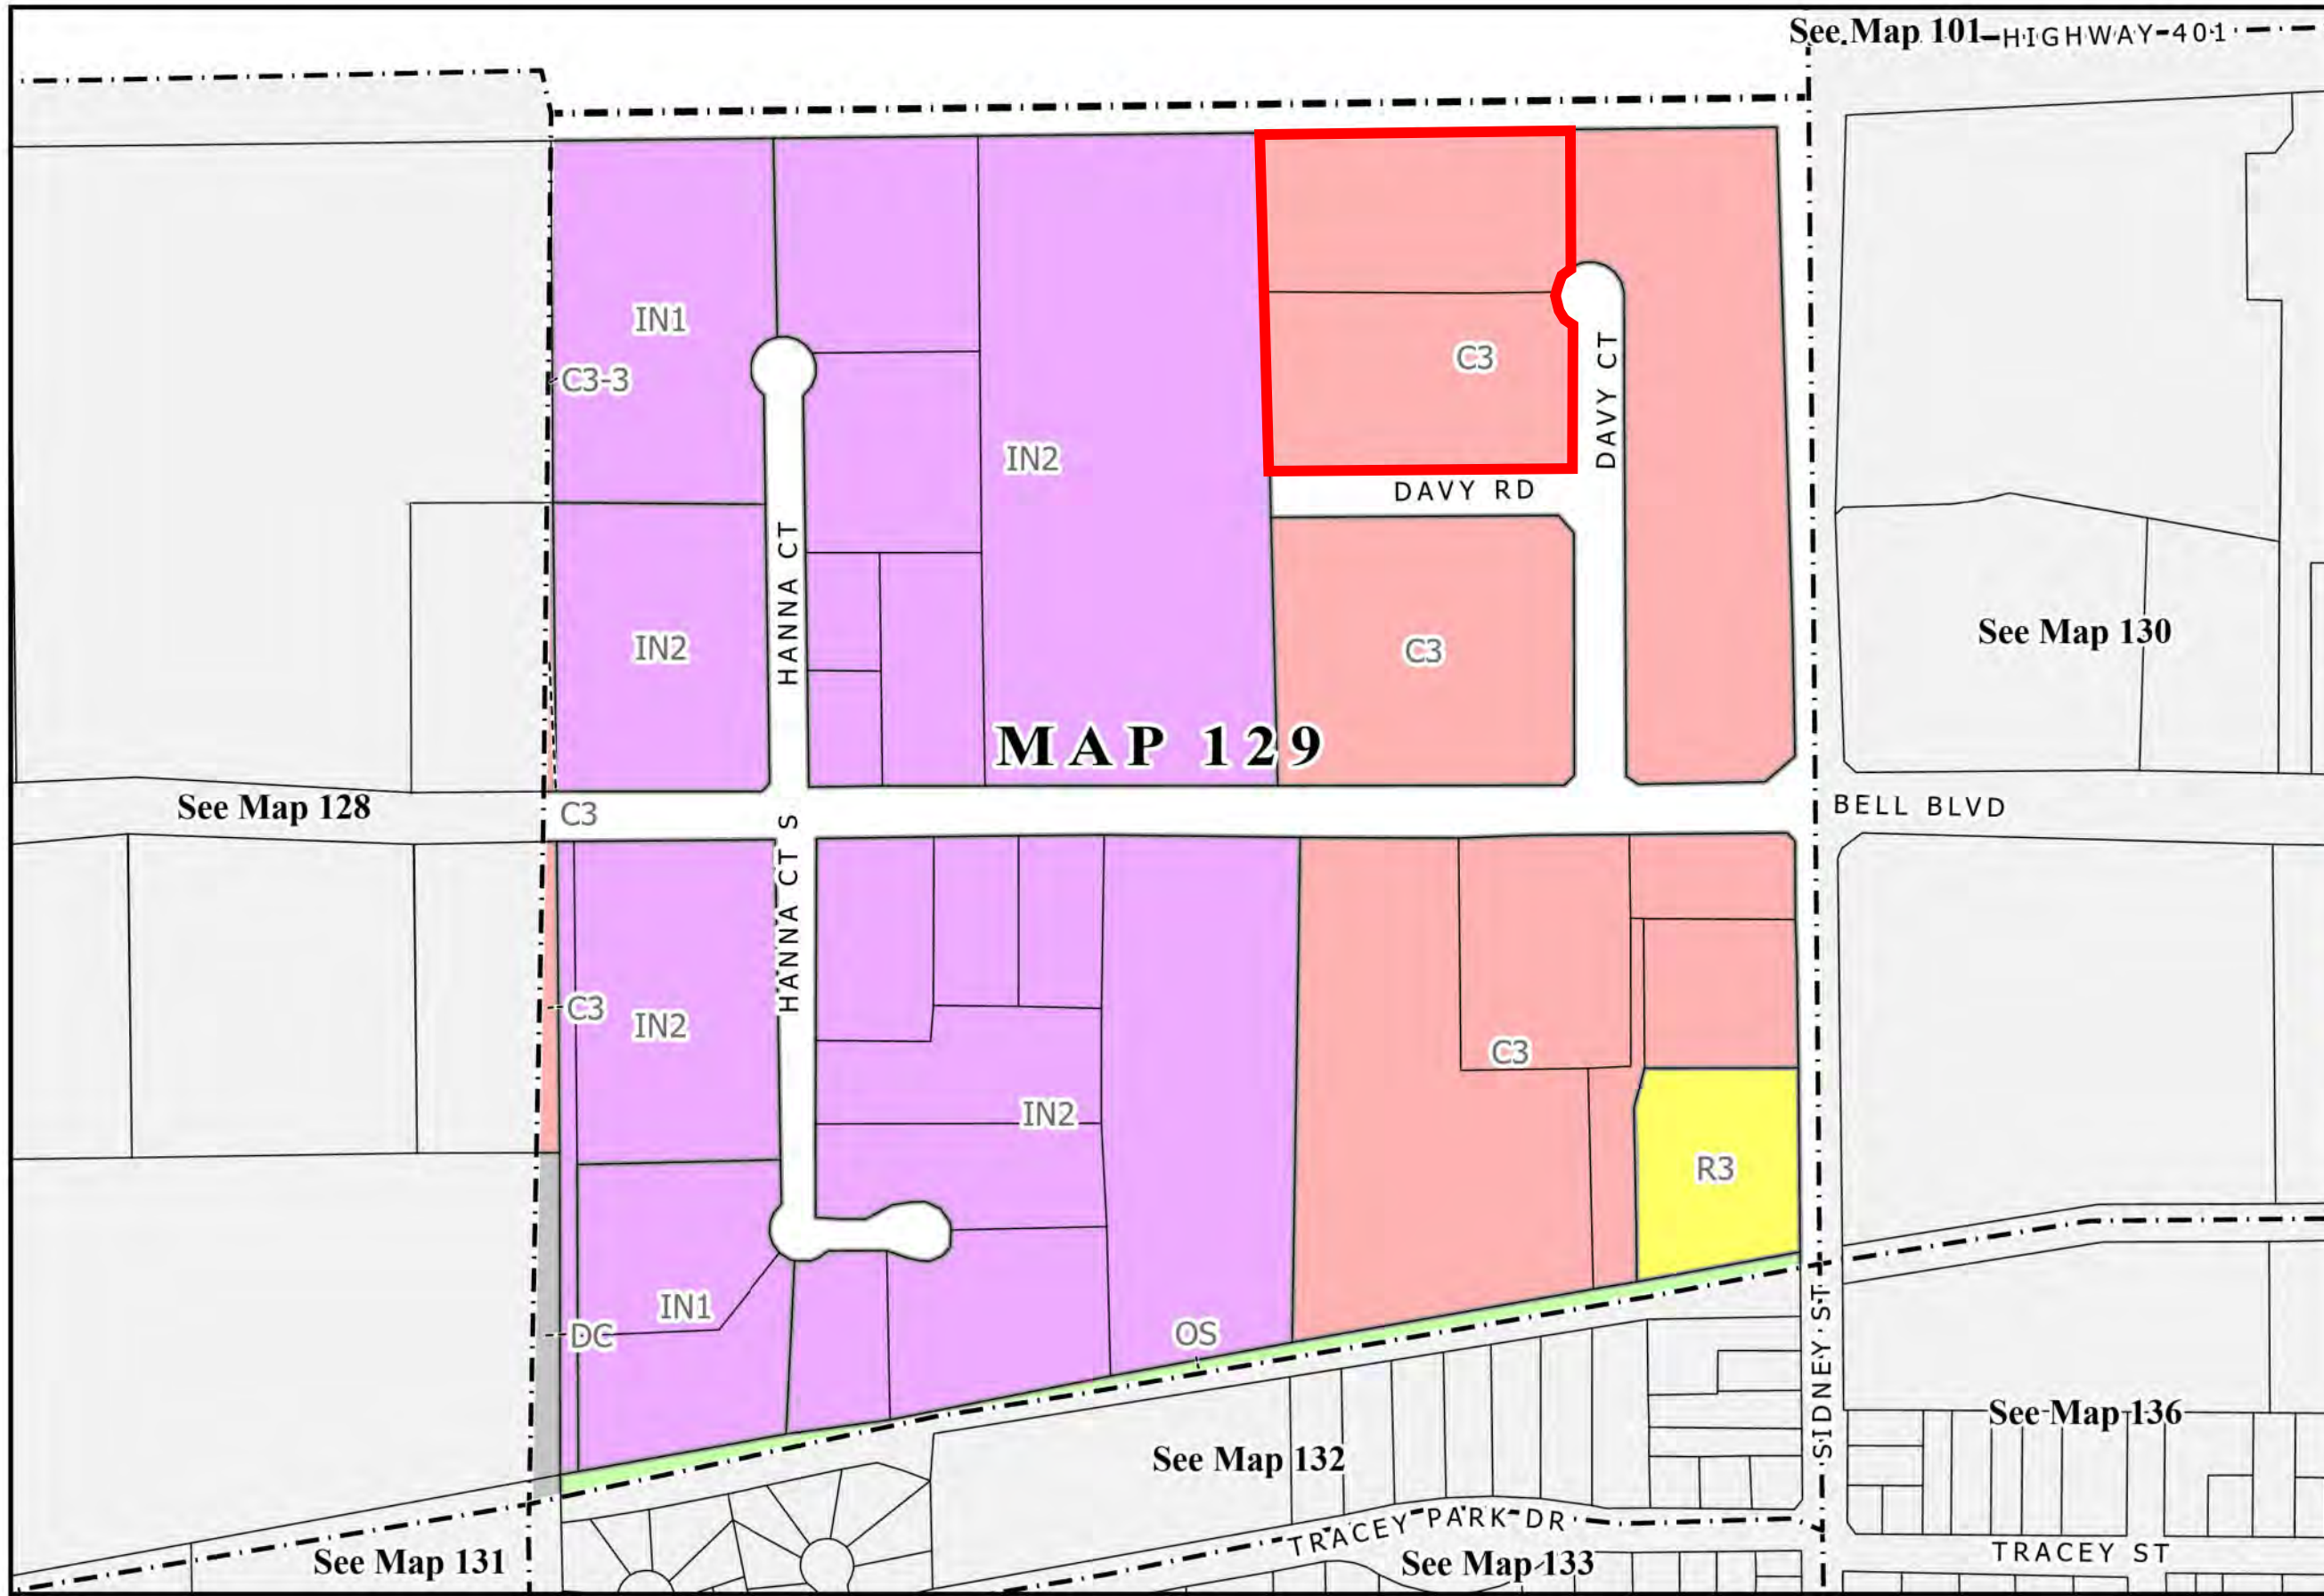 See Map 101
HIGHWAY 401
IN1
C3-3
C3
DAVY CT
IN2
DAVY RD
HANNA CT
IN2
C3
See Map 130
MAP 129
See Map 128
C3
BELL BLVD
HANNA CT S
C3
IN2
C3
IN2
R3
IN1
DC
OS
SIDNEY ST
See Map 136
See Map 132
TRACEY PARK DR
TRACEY ST
See Map 131
See Map 133